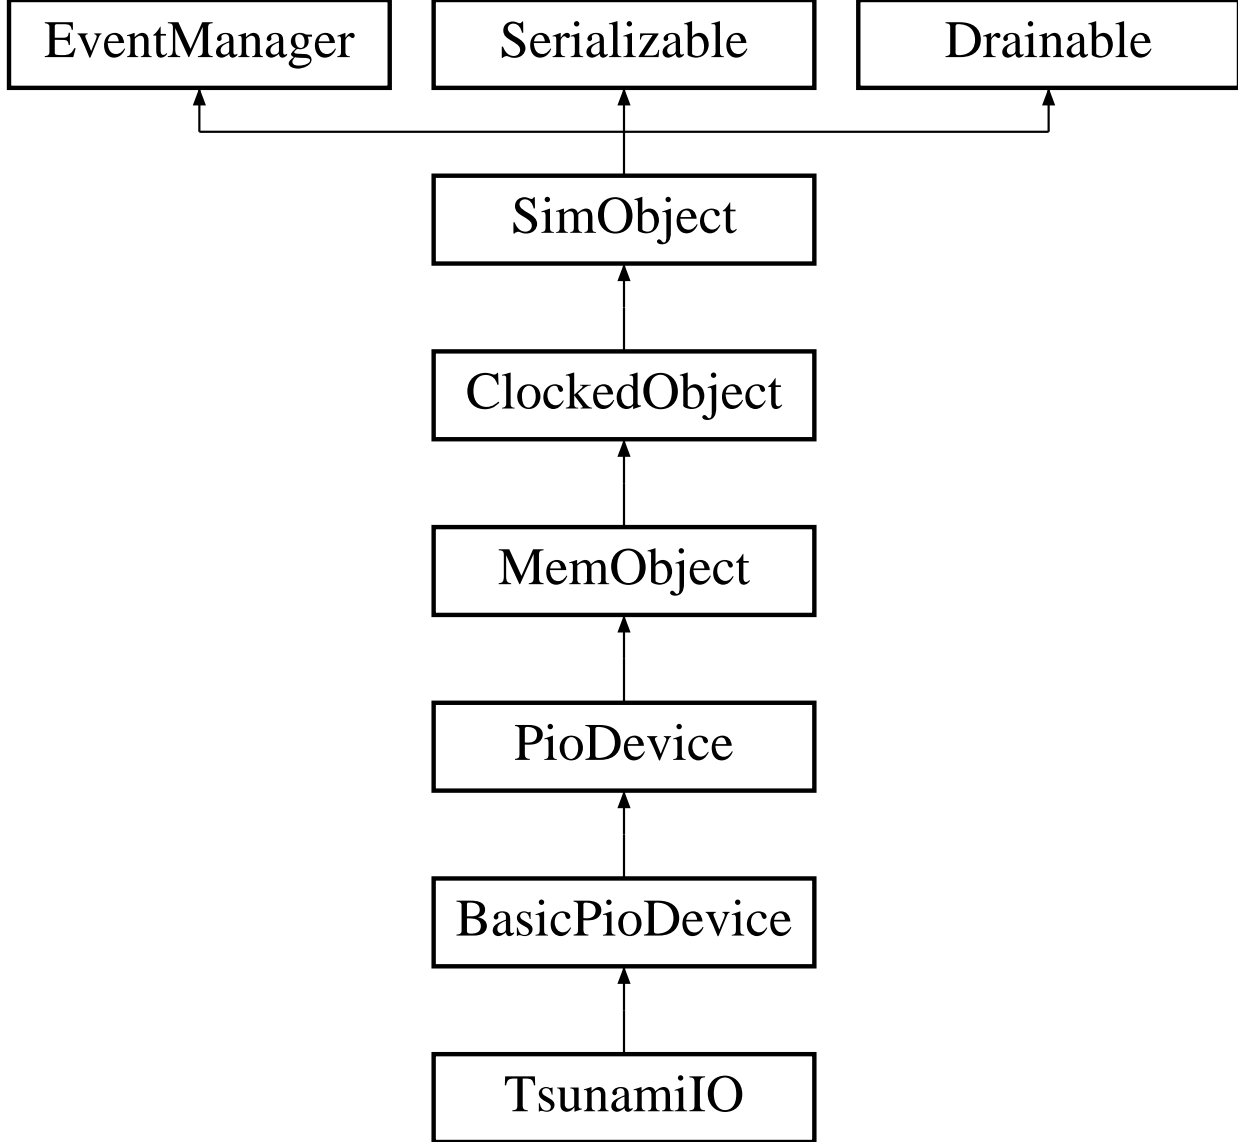 EventManager Serializable Drainable
SimObject
ClockedObject
MemObject
PioDevice
BasicPioDevice
TsunamiIO